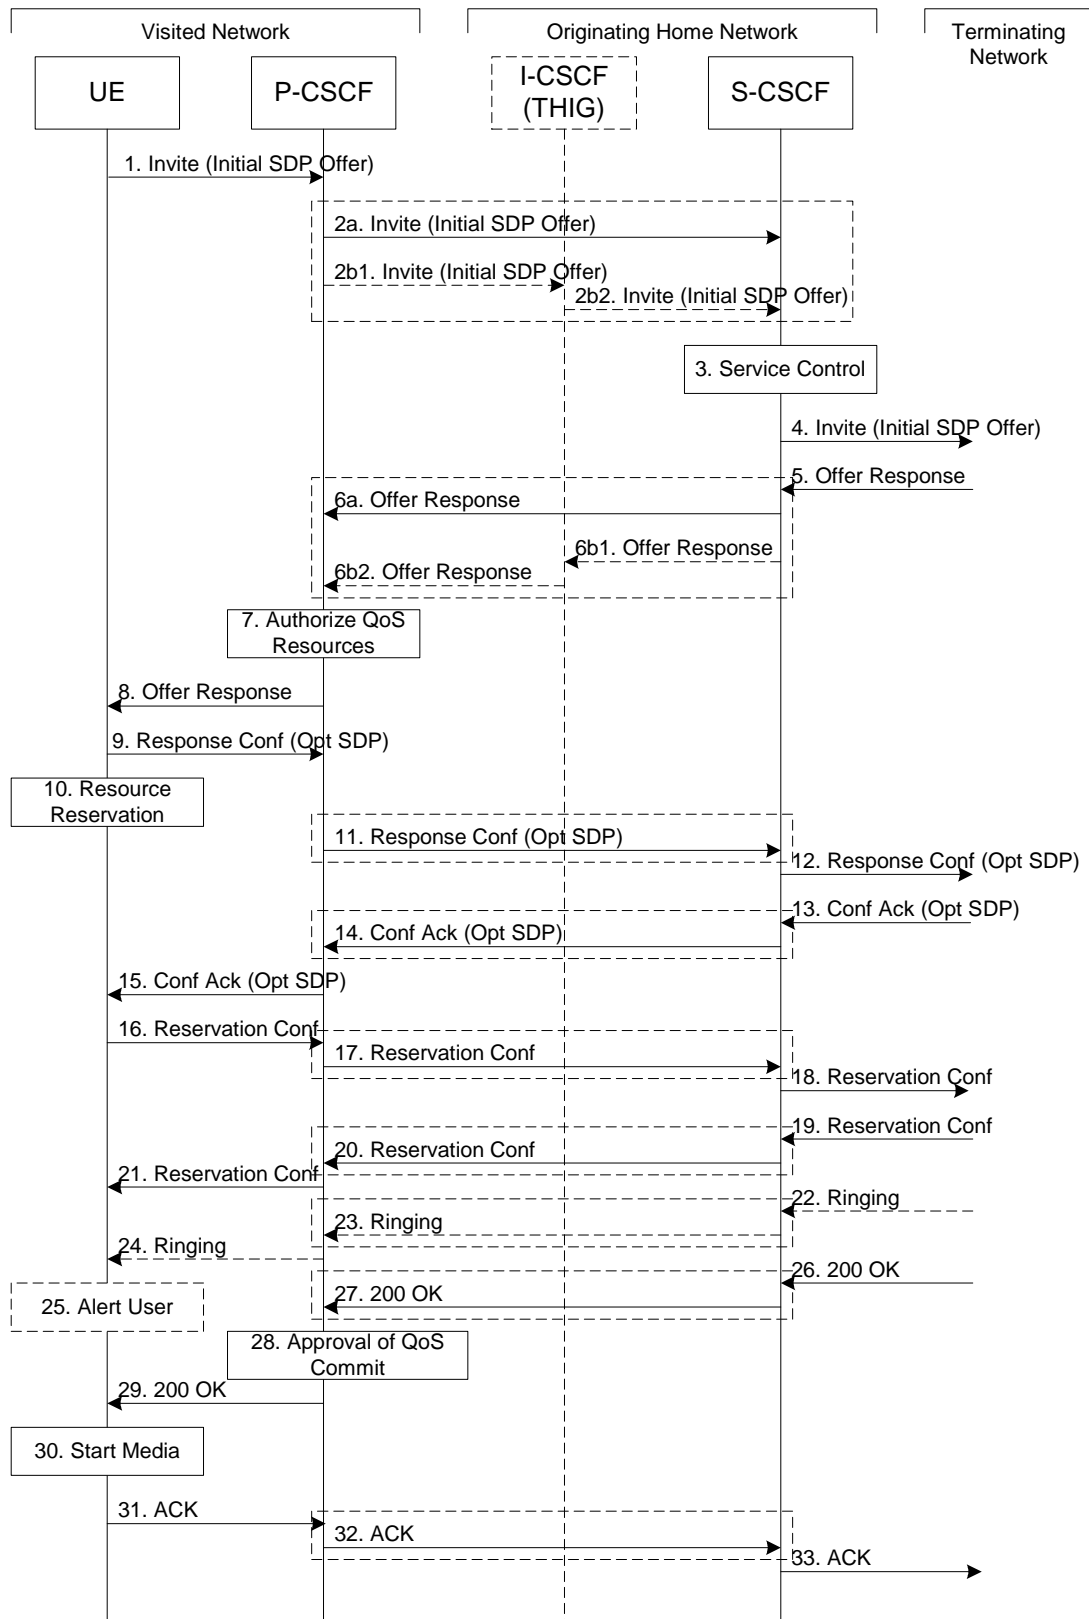 Visited Network
Originating Home Network
Terminating
Network
UE
P-CSCF
I-CSCF
(THIG)
S-CSCF
1. Invite (Initial SDP Offer)
2a. Invite (Initial SDP Offer)
2b1. Invite (Initial SDP Offer)
2b2. Invite (Initial SDP Offer)
3. Service Control
4. Invite (Initial SDP Offer)
5. Offer Response
6a. Offer Response
6b1. Offer Response
6b2. Offer Response
7. Authorize QoS
Resources
8. Offer Response
9. Response Conf (Opt SDP)
10. Resource
Reservation
11. Response Conf (Opt SDP)
12. Response Conf (Opt SDP)
13. Conf Ack (Opt SDP)
14. Conf Ack (Opt SDP)
15. Conf Ack (Opt SDP)
16. Reservation Conf
17. Reservation Conf
18. Reservation Conf
19. Reservation Conf
20. Reservation Conf
21. Reservation Conf
22. Ringing
23. Ringing
24. Ringing
25. Alert User
26. 200 OK
27. 200 OK
28. Approval of QoS
Commit
29. 200 OK
30. Start Media
31. ACK
32. ACK
33. ACK